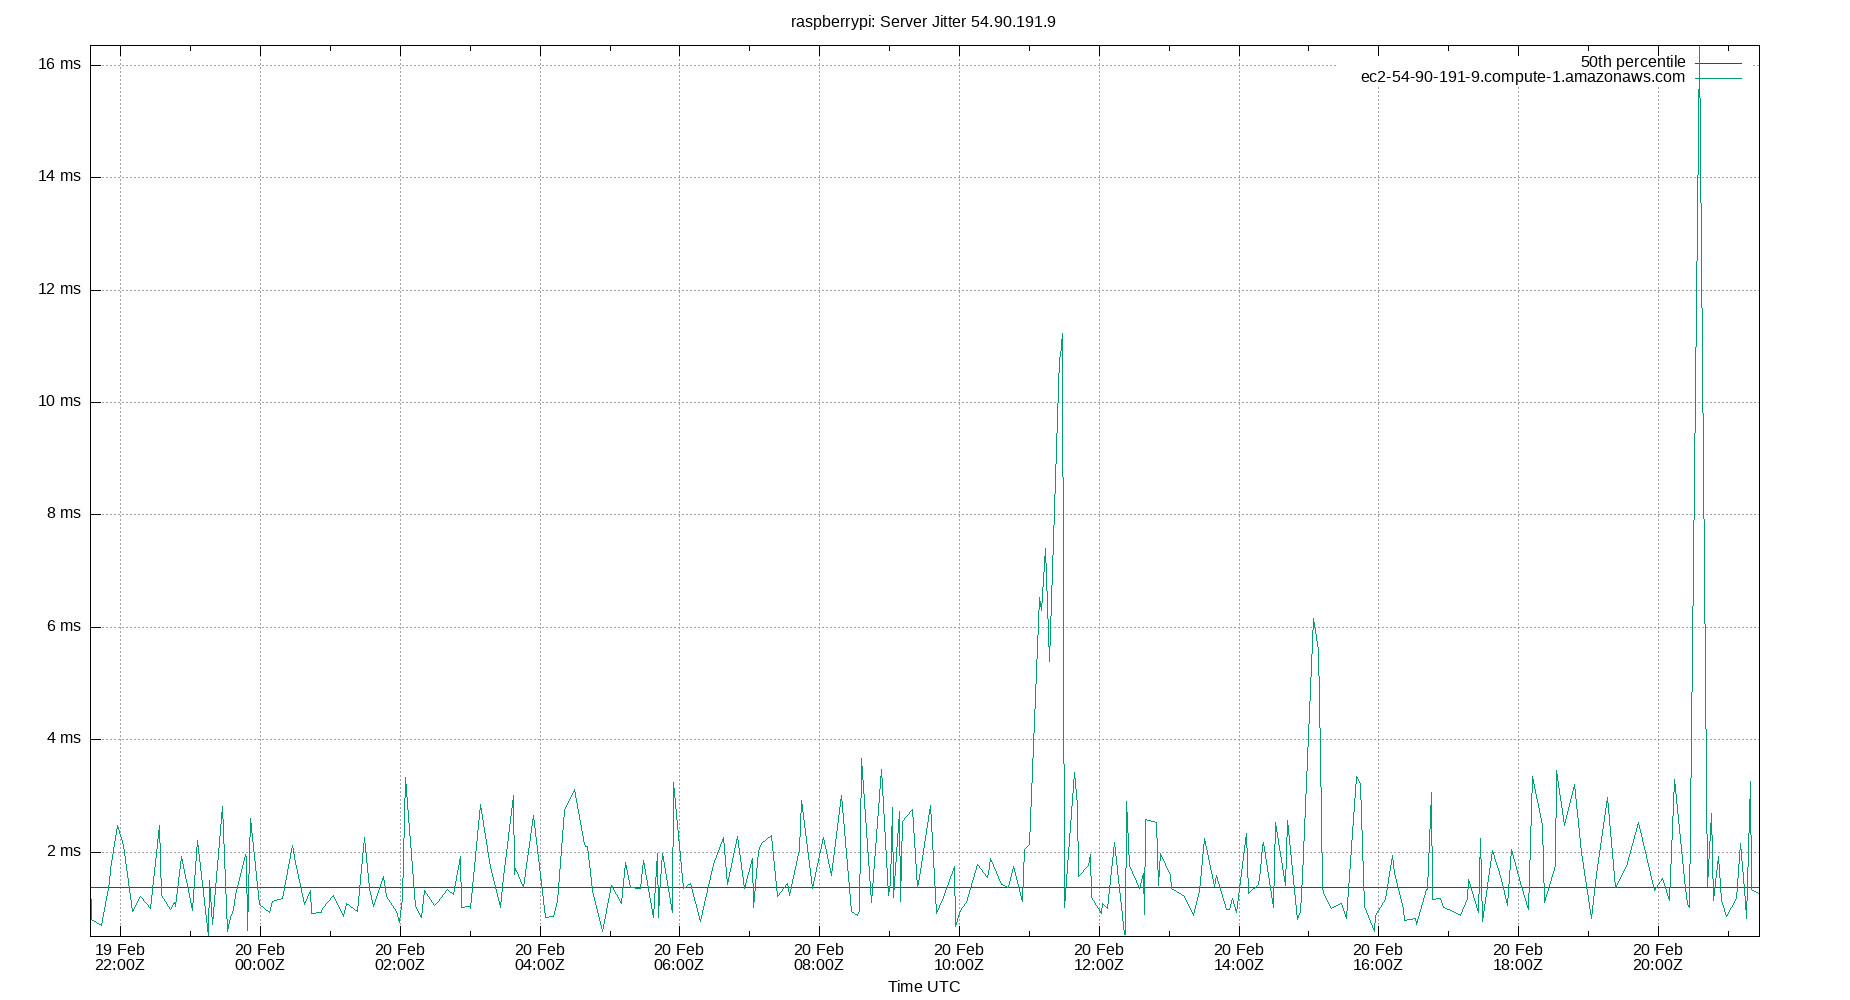 raspberrypi: Server Jitter 54.90.191.9
16 ms
50th percentile
ec2-54-90-191-9.compute-1.amazonaws.com
14 ms
12 ms
10 ms
8 ms
6 ms
4 ms
2 ms
19 Feb 20 Feb 20 Feb 20 Feb 20 Feb 20 Feb 20 Feb 20 Feb 20 Feb 20 Feb 20 Feb 20 Feb
22:00Z 00:00Z 02:00Z 04:00Z 06:00Z 08:00Z 10:00Z 12:00Z 14:00Z 16:00Z 18:00Z 20:00Z
Time UTC